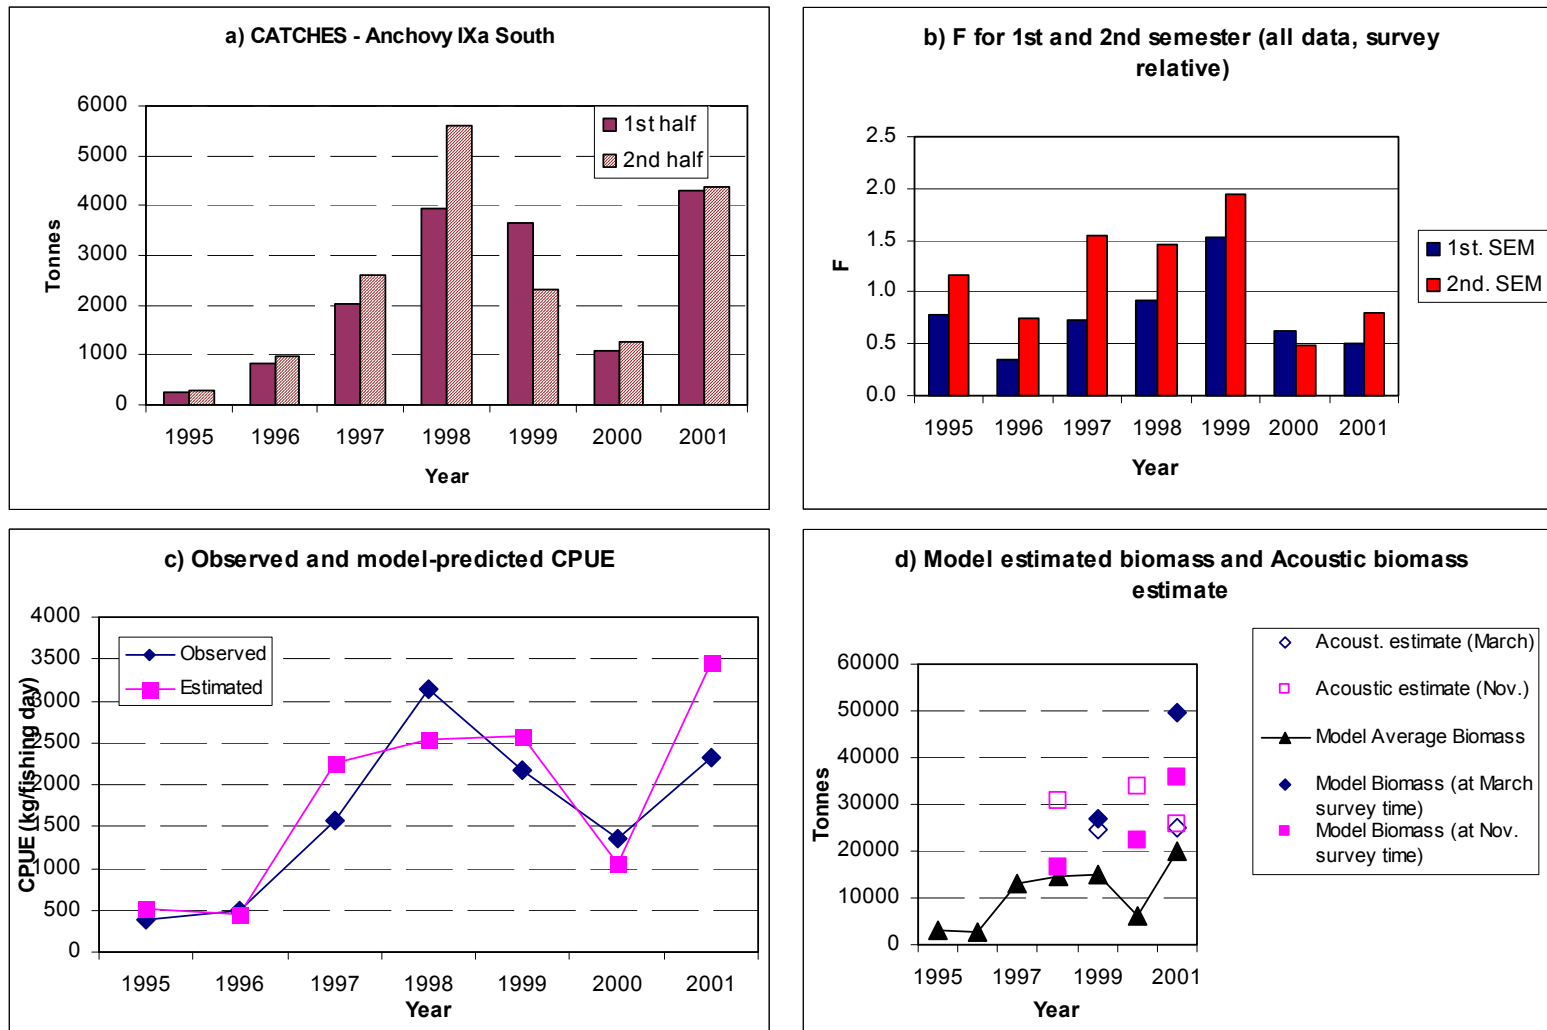 a) CATCHES - Anchovy IXa South
6000
5000
4000
3000
2000
1000
0
Tonnes
1st half
2nd half
1995 1996 1997 1998 1999 2000 2001
Year
b) F for 1st and 2nd semester (all data, survey
relative)
2.5
2.0
1.5
1.0
0.5
0.0
F
1st. SEM
2nd. SEM
1995 1996 1997 1998 1999 2000 2001
Year
c) Observed and model-predicted CPUE
4000
3500
3000
2500
2000
1500
1000
500
0
CPUE (kg/fishing day)
Observed
Estimated
1995 1996 1997 1998 1999 2000 2001
Year
d) Model estimated biomass and Acoustic biomass
estimate
60000
50000
40000
30000
20000
10000
0
Tonnes
1995 1997 1999 2001
Year
Acoust. estimate (March)
Acoustic estimate (Nov.)
Model Average Biomass
Model Biomass (at March
survey time)
Model Biomass (at Nov.
survey time)